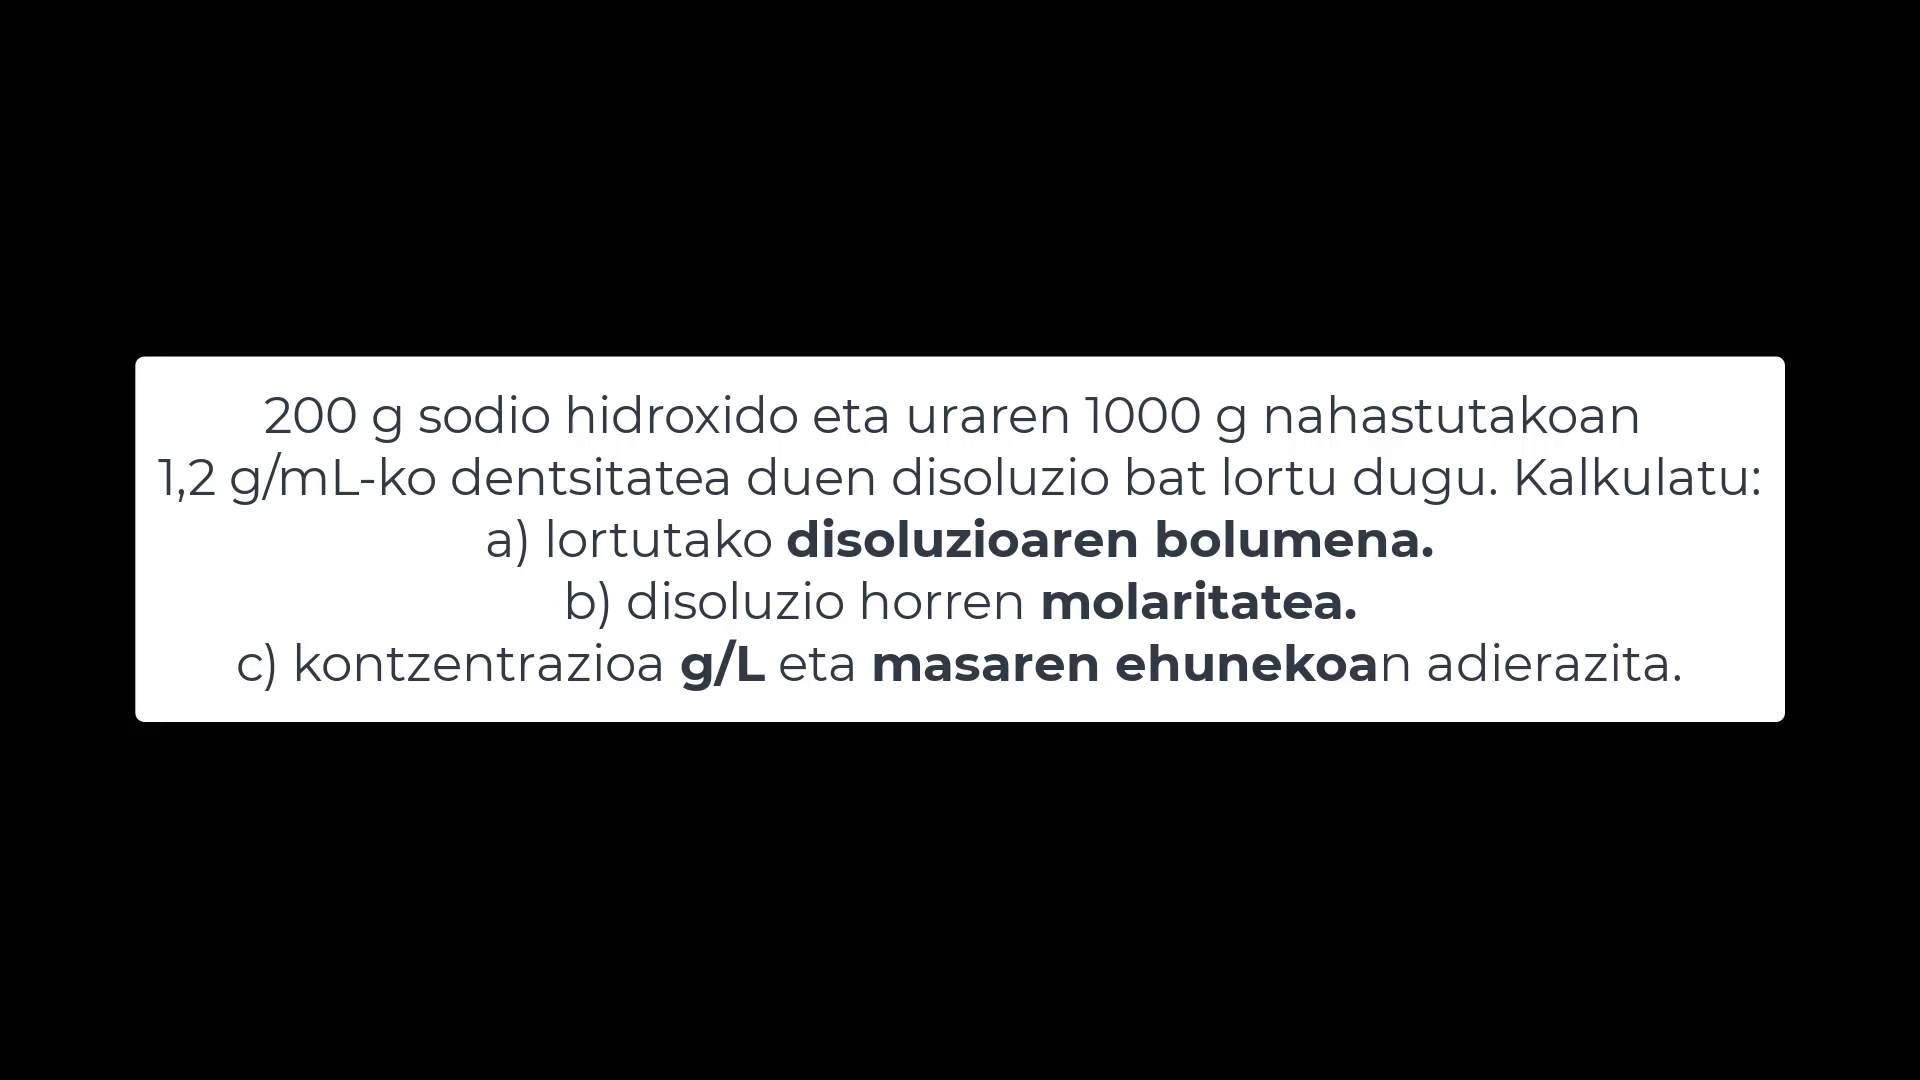 200 g sodio hidroxido eta uraren 1000 g nahastutakoan
1,2 g/mL-ko dentsitatea duen disoluzio bat lortu dugu. Kalkulatu:
a) lortutako disoluzioaren bolumena.
b) disoluzio horren molaritatea.
c) kontzentrazioa g/L eta masaren ehunekoan adierazita.